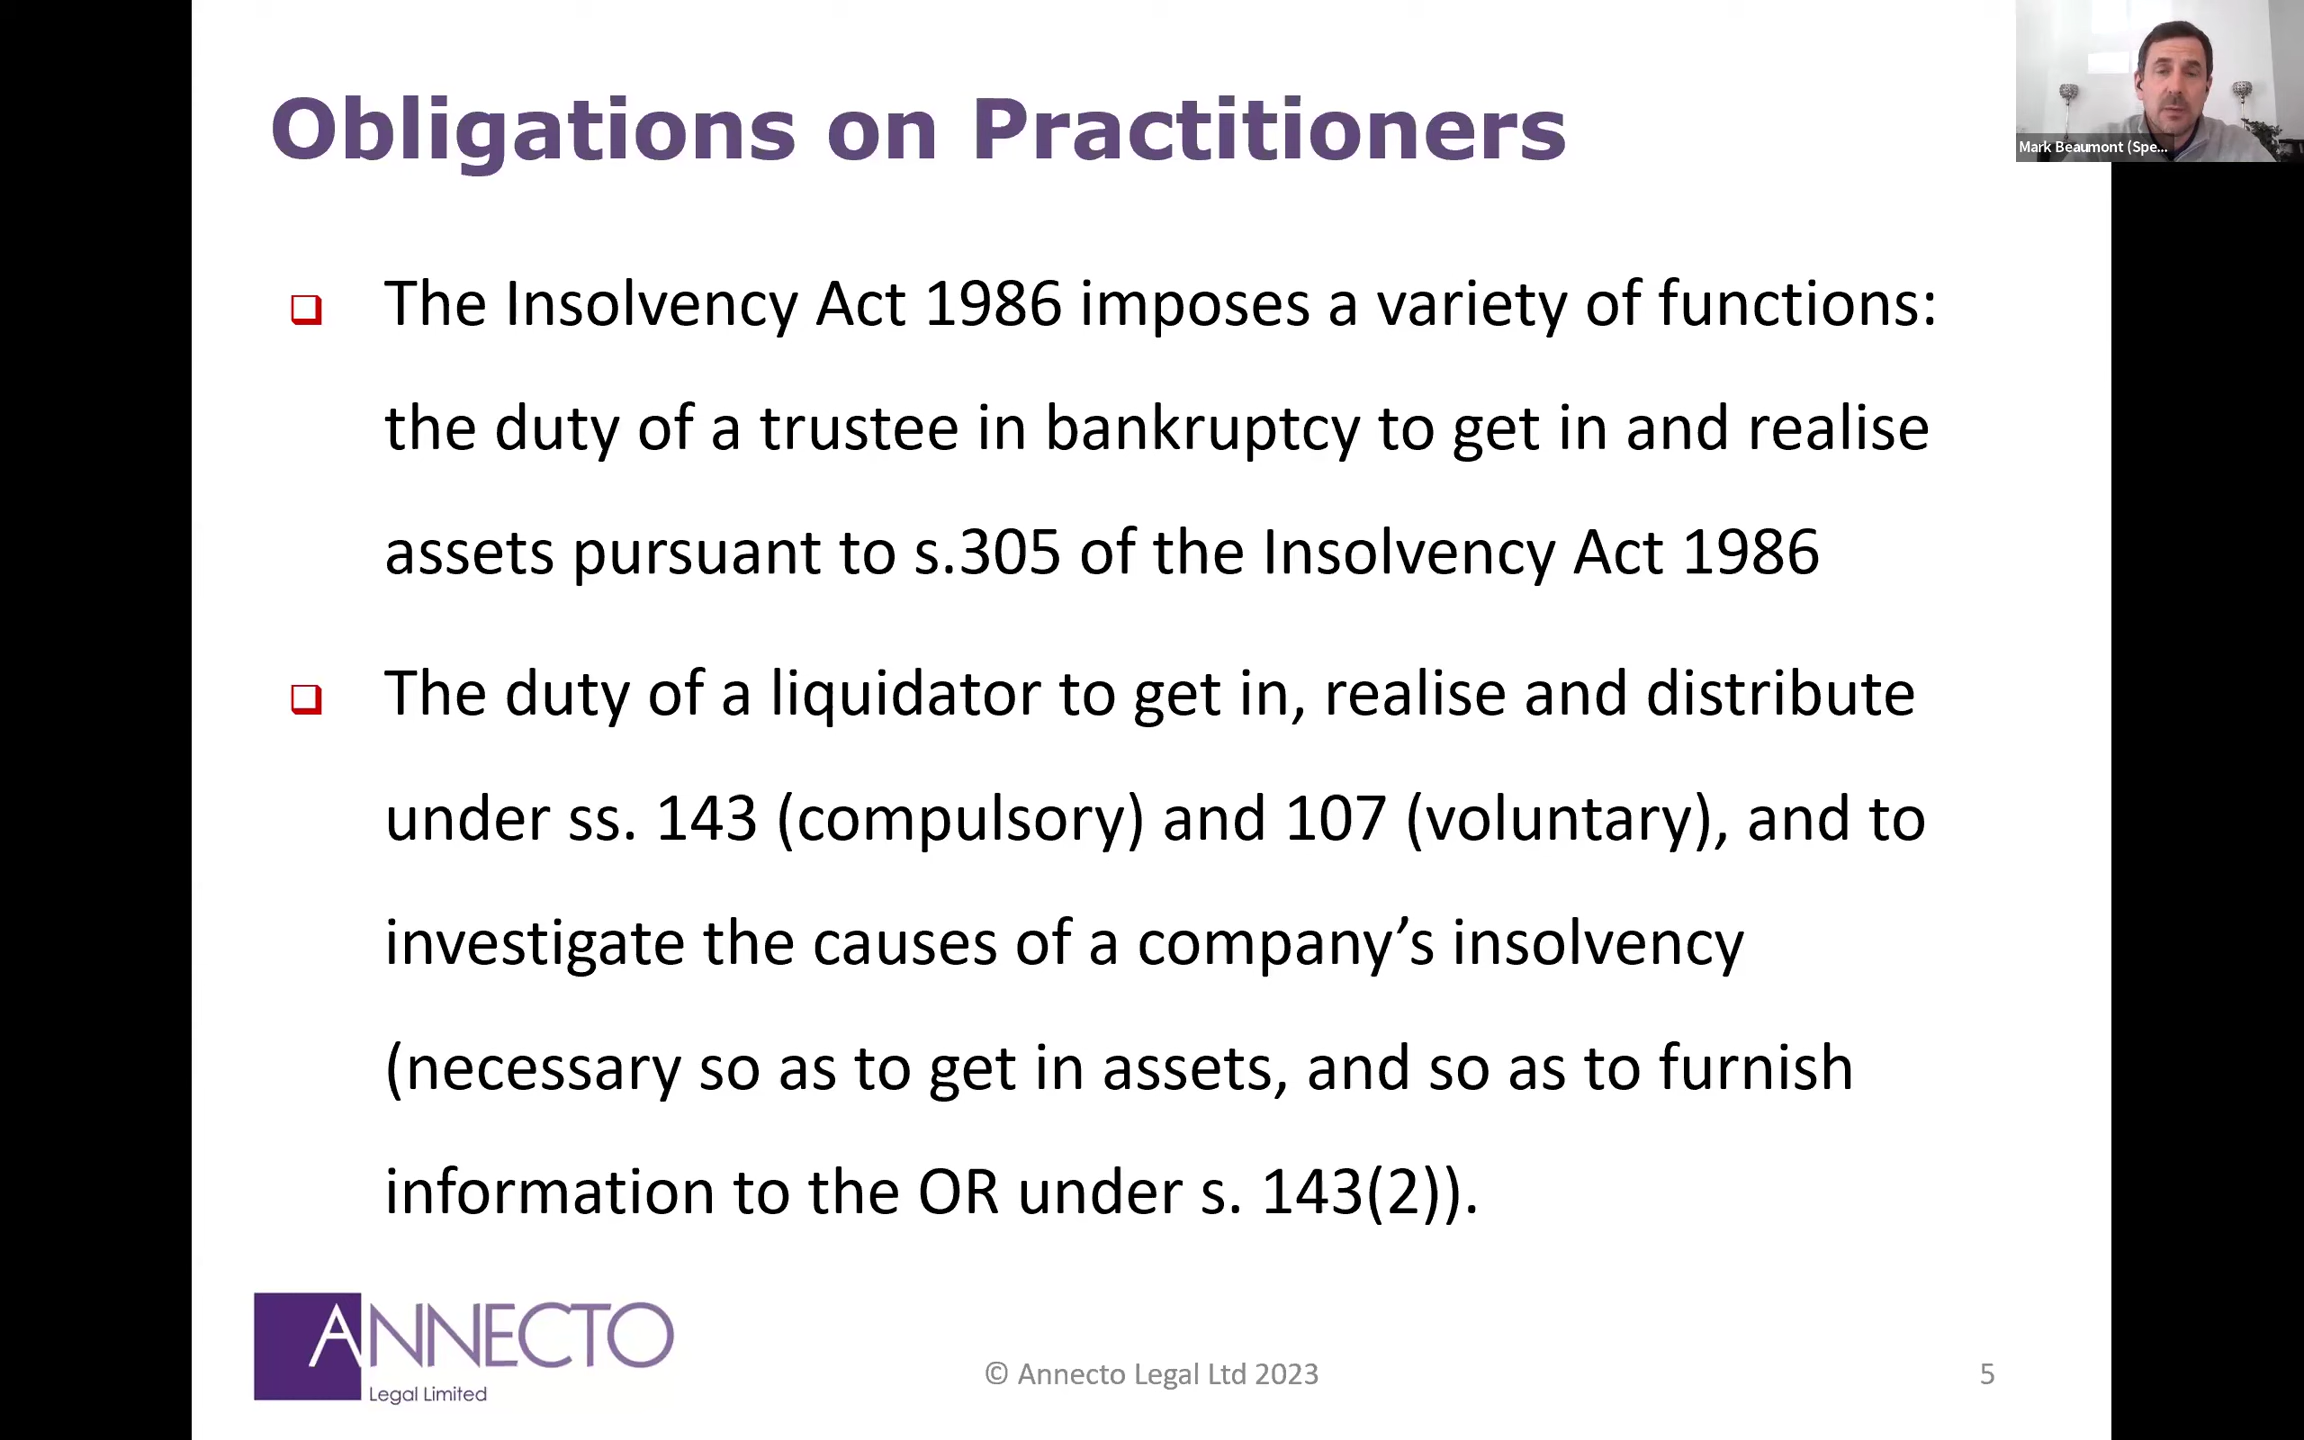 Obligations on Practitioners
Mark Beaumont (Spe...
The Insolvency Act 1986 imposes a variety of functions:
the duty of a trustee in bankruptcy to get in and realise
assets pursuant to s.305 of the Insolvency Act 1986
The duty of a liquidator to get in, realise and distribute
under ss. 143 (compulsory) and 107 (voluntary), and to
investigate the causes of a company’s insolvency
(necessary so as to get in assets, and so as to furnish
information to the OR under s. 143(2)).
ANNECTO
Legal Limited
© Annecto Legal Ltd 2023
5